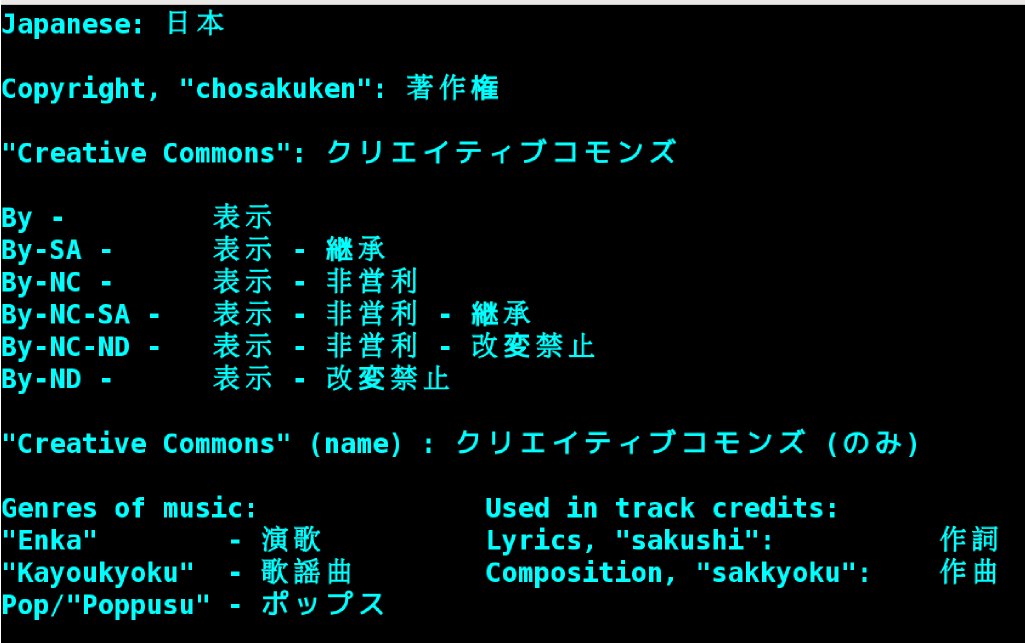 Japanese: 日本
Copyright, "chosakuken": 著作権
"Creative Commons": クリエイティブコモンズ
By - 表示
By-SA - 表示 - 継承
By-NC - 表示 - 非営利
By-NC-SA - 表示 - 非営利 - 継承
By-NC-ND - 表示 - 非営利 - 改変禁止
By-ND - 表示 - 改変禁止
"Creative Commons" (name) : クリエイティブコモンズ (のみ)
Genres of music:
"Enka" - 演歌
"Kayoukyoku" - 歌謡曲
Pop/"Poppusu" - ポップス
Used in track credits:
Lyrics, "sakushi": 作詞
Composition, "sakkyoku": 作曲